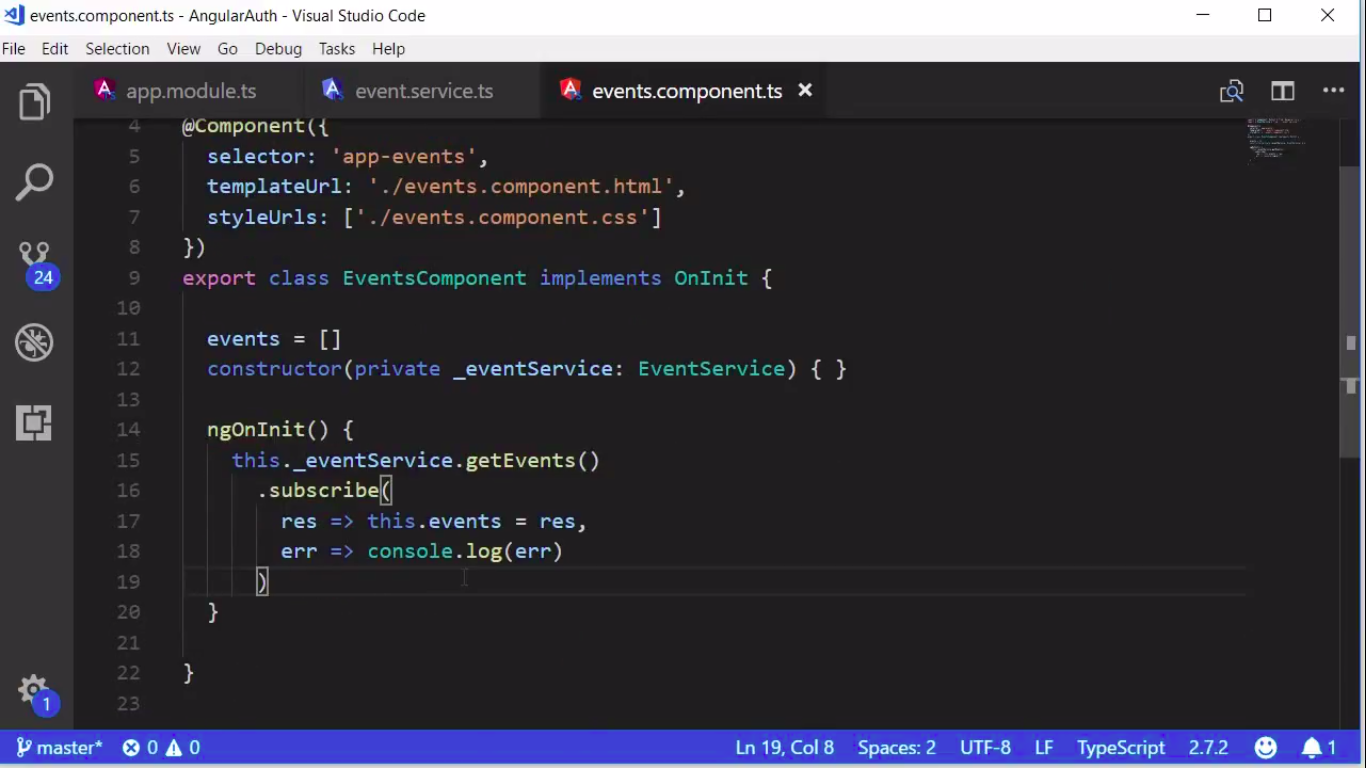 events.component.ts - AngularAuth - Visual Studio Code
File Edit Selection View Go Debug Tasks Help
app.module.ts event.service.ts events.component.ts
4 @Component({
5 selector: 'app-events',
6 templateUrl: './events.component.html',
7 styleUrls: ['./events.component.css']
8 })
9 export class EventsComponent implements OnInit {
10
11 events = []
12 constructor(private _eventService: EventService) { }
13
14 ngOnInit() {
15 this._eventService.getEvents()
16 .subscribe(
17 res => this.events = res,
18 err => console.log(err)
19 )
20 }
21
22 }
23
24
1
master* 0 0 Ln 19, Col 8 Spaces: 2 UTF-8 LF TypeScript 2.7.2 1